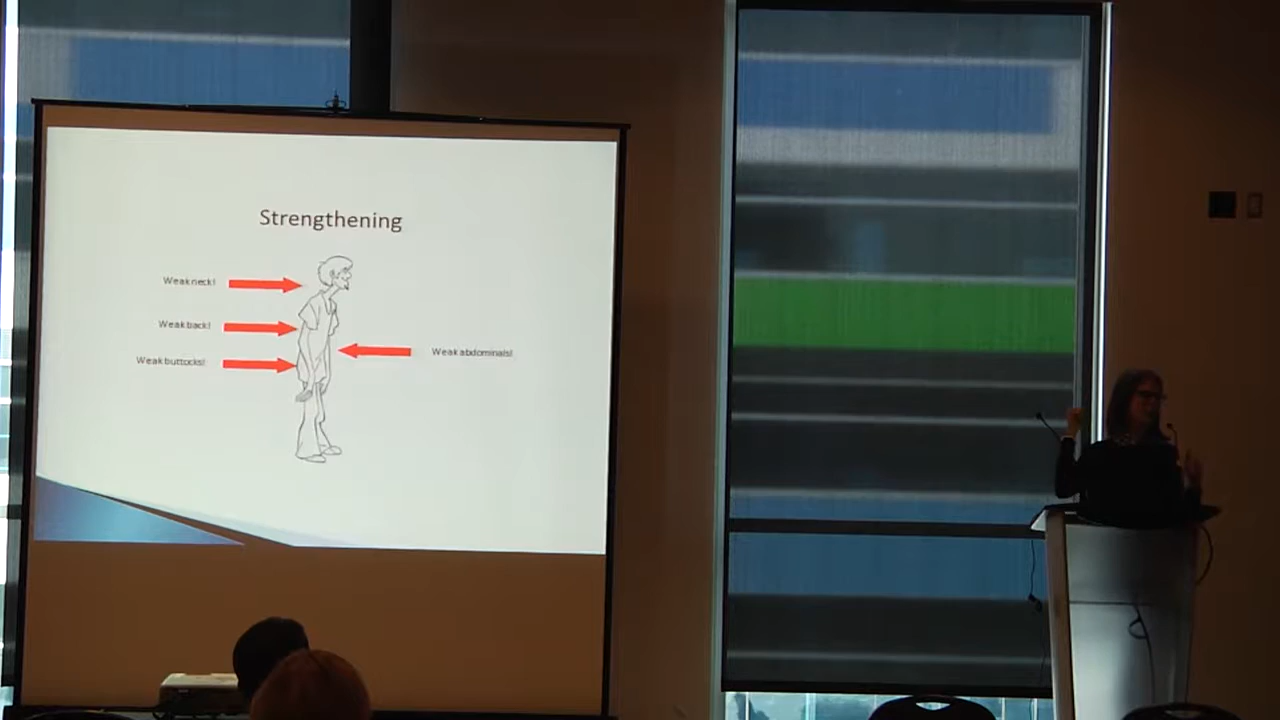 Strengthening
Weak neck!
Weak back!
Weak abdominals!
Weak buttocks!